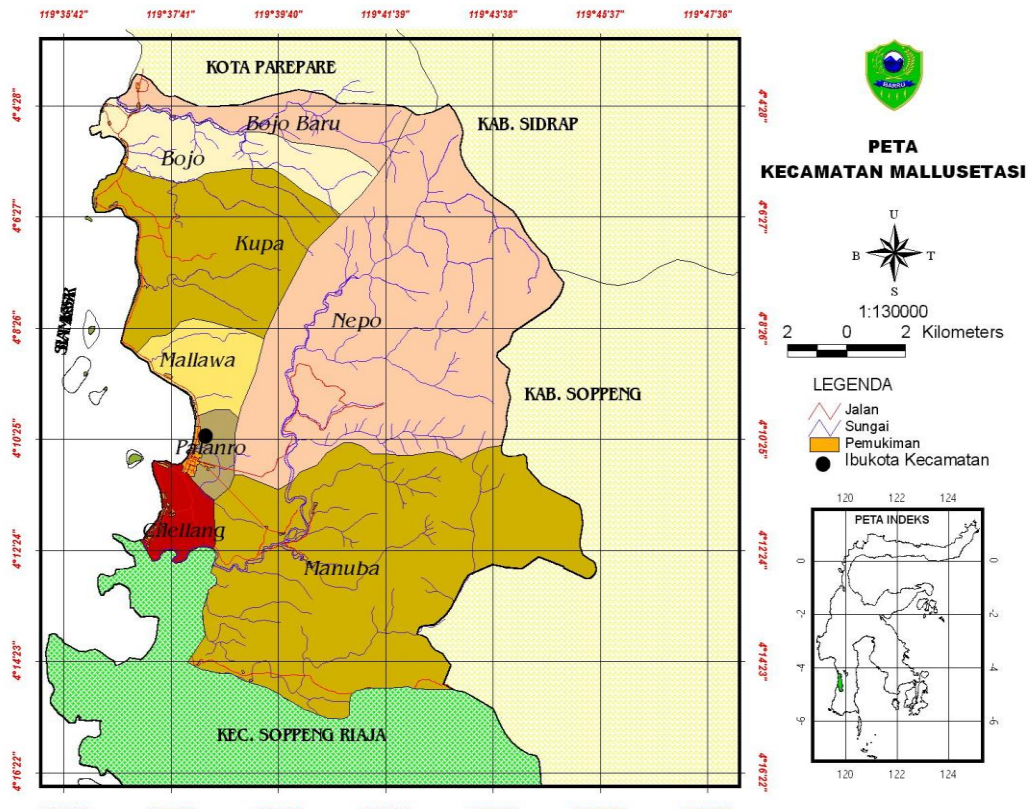 119°35'42" 119°37'41" 119°39'40" 119°41'39" 119°43'38" 119°45'37" 119°47'36"
KOTA PAREPARE
4°4'28" 4°4'28"
Bojo Baru
KAB. SIDRAP
Bojo
4°6'27" 4°6'27"
Kupa
Nepo
4°8'26" 4°8'26"
Mallawa
KAB. SOPPENG
4°10'25" 4°10'25"
Palanro
Cilellang
4°12'24" 4°12'24"
Manuba
4°14'23" 4°14'23"
KEC. SOPPENG RIAJA
4°16'22" 4°16'22"
BARRU
PETA
KECAMATAN MALLUSETASI
U
B T
S
1:130000
2 0 2 Kilometers
LEGENDA
Jalan
Sungai
Pemukiman
Ibukota Kecamatan
120 122 124
PETA INDEKS
0 0
-2 -2
-4 -4
-6 -6
120 122 124